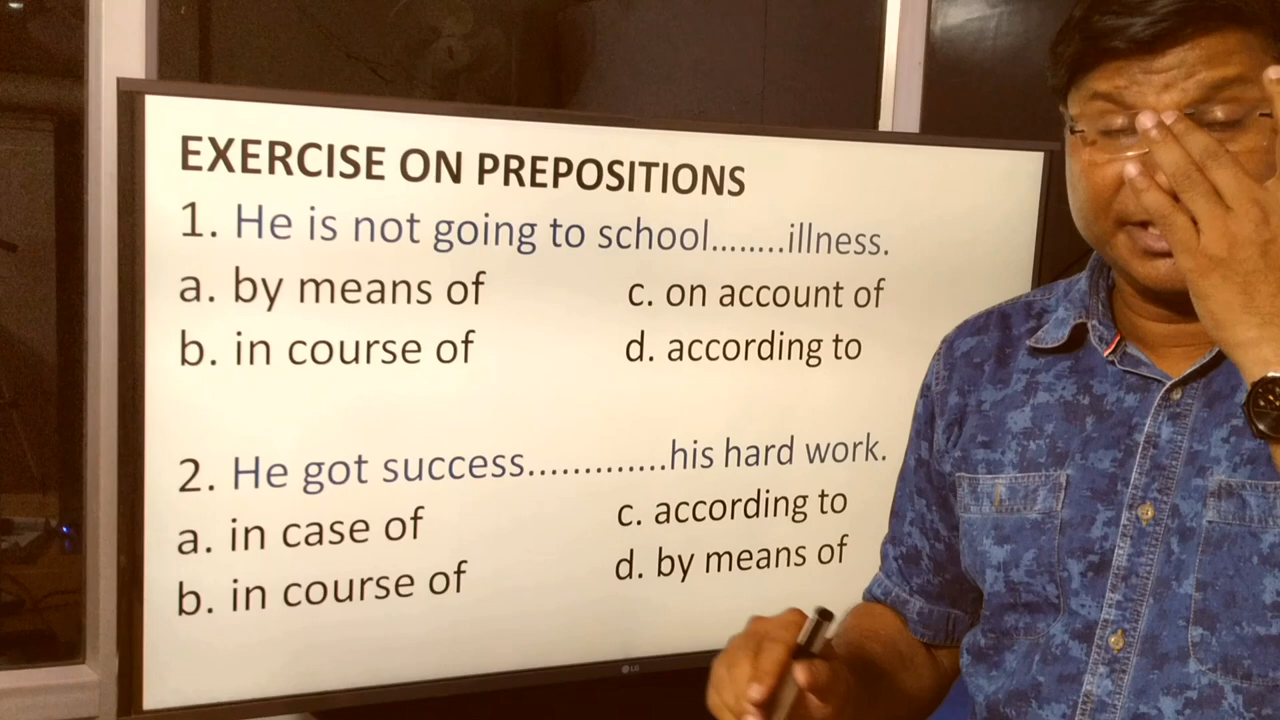 EXERCISE ON PREPOSITIONS
1. He is not going to school........illness.
a. by means of
c. on account of
b. in course of
d. according to
2. He got success.............his hard work.
a. in case of
c. according to
b. in course of
d. by means of
LG